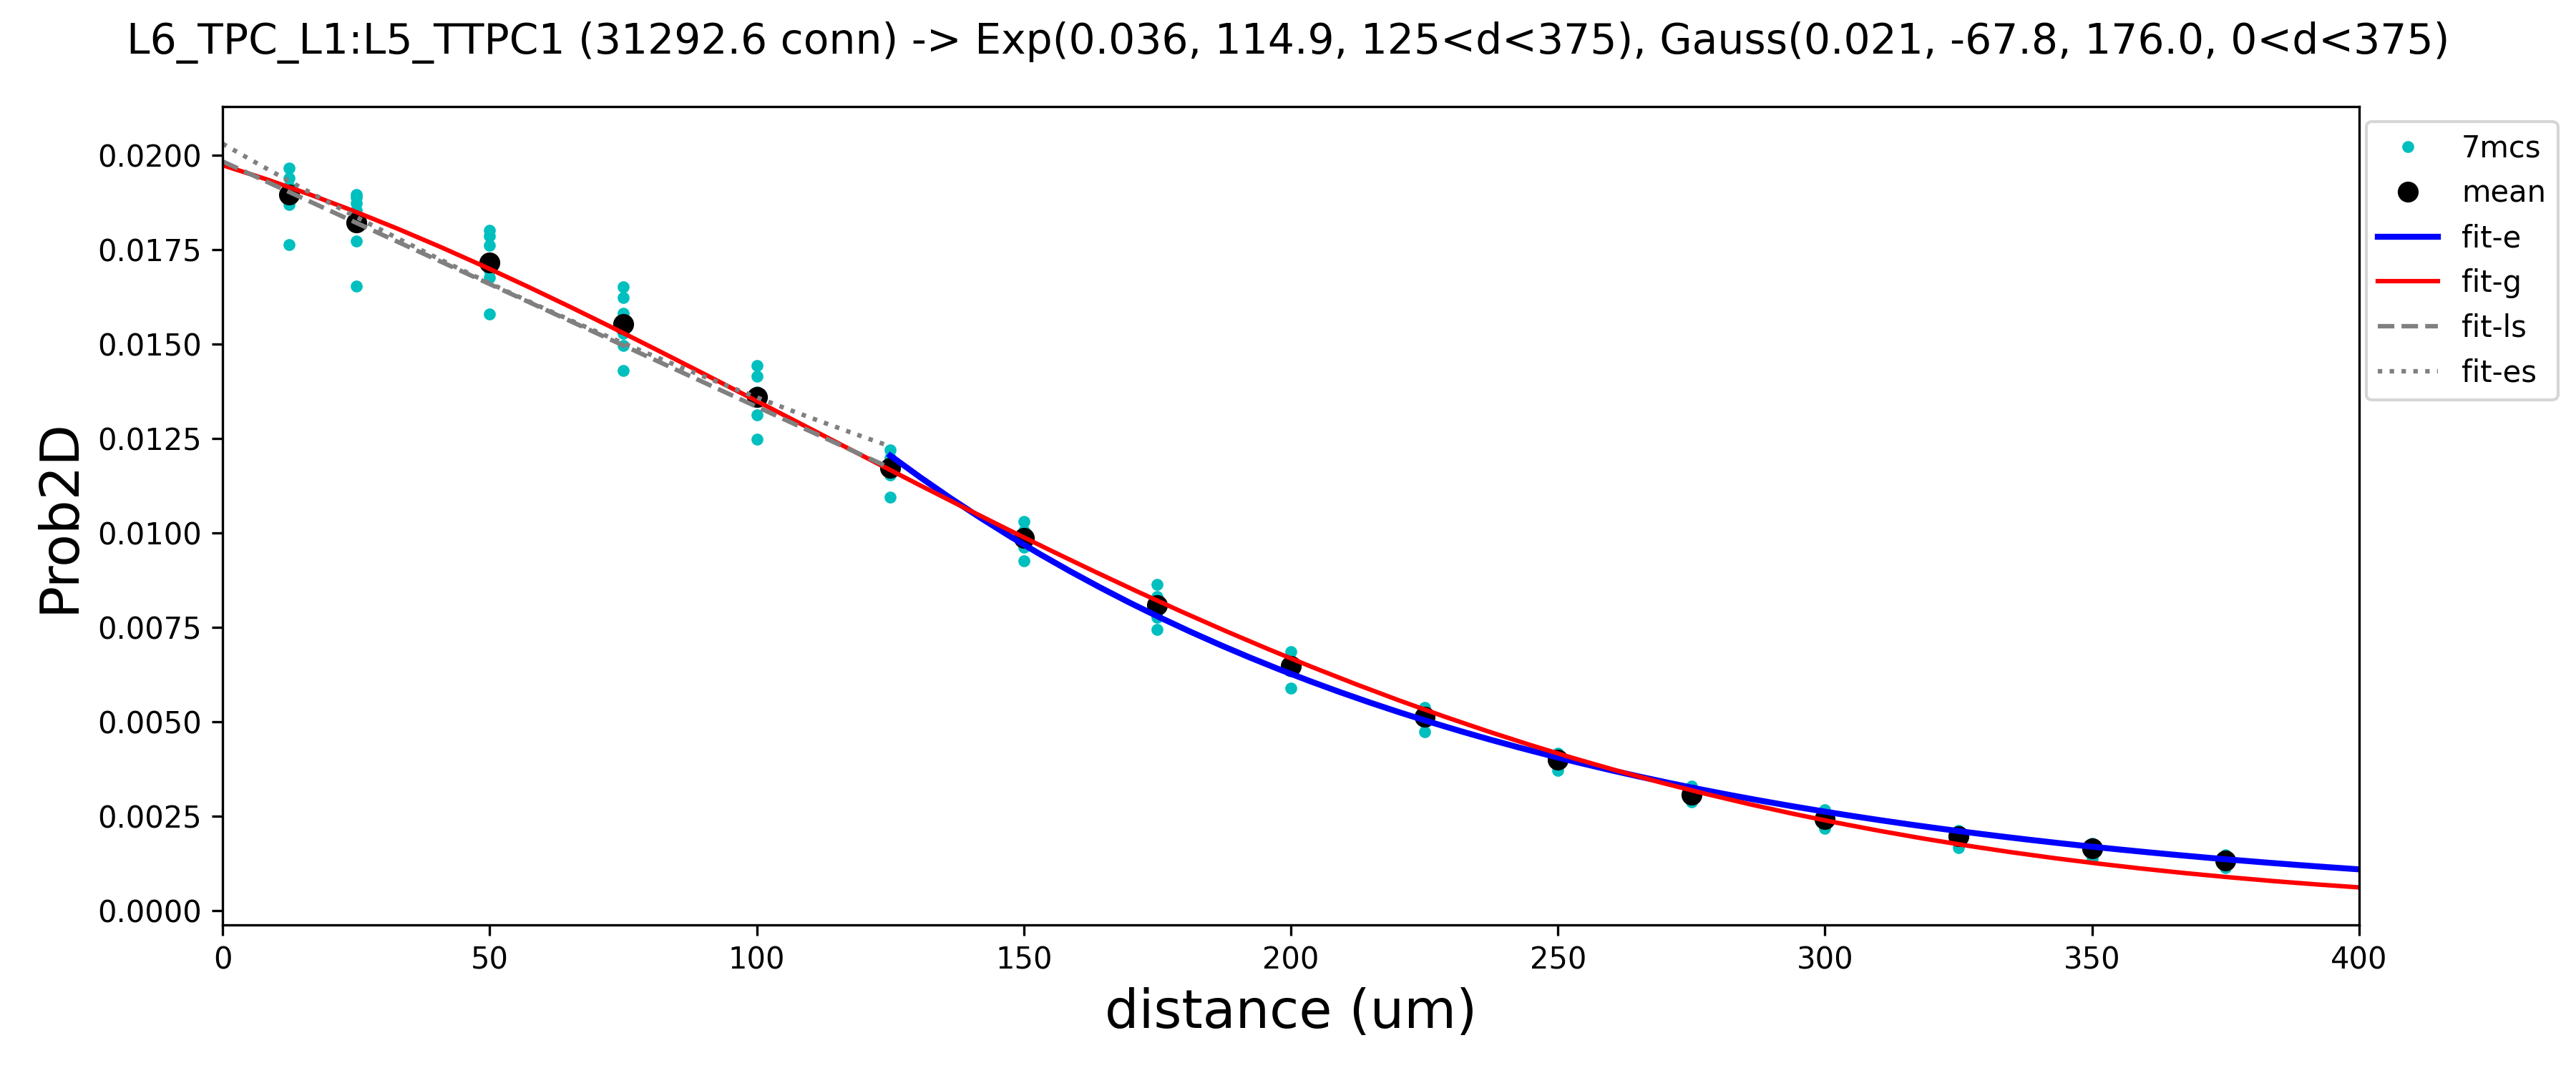 L6_TPC_L1:L5_TTPC1 (31292.6 conn) -> Exp(0.036, 114.9, 125<d<375), Gauss(0.021, -67.8, 176.0, 0<d<375)
0.0200
0.0175
0.0150
0.0125
0.0100
0.0075
0.0050
0.0025
0.0000
Prob2D
0 50 100 150 200 250 300 350 400
distance (um)
7mcs
mean
fit-e
fit-g
fit-ls
fit-es